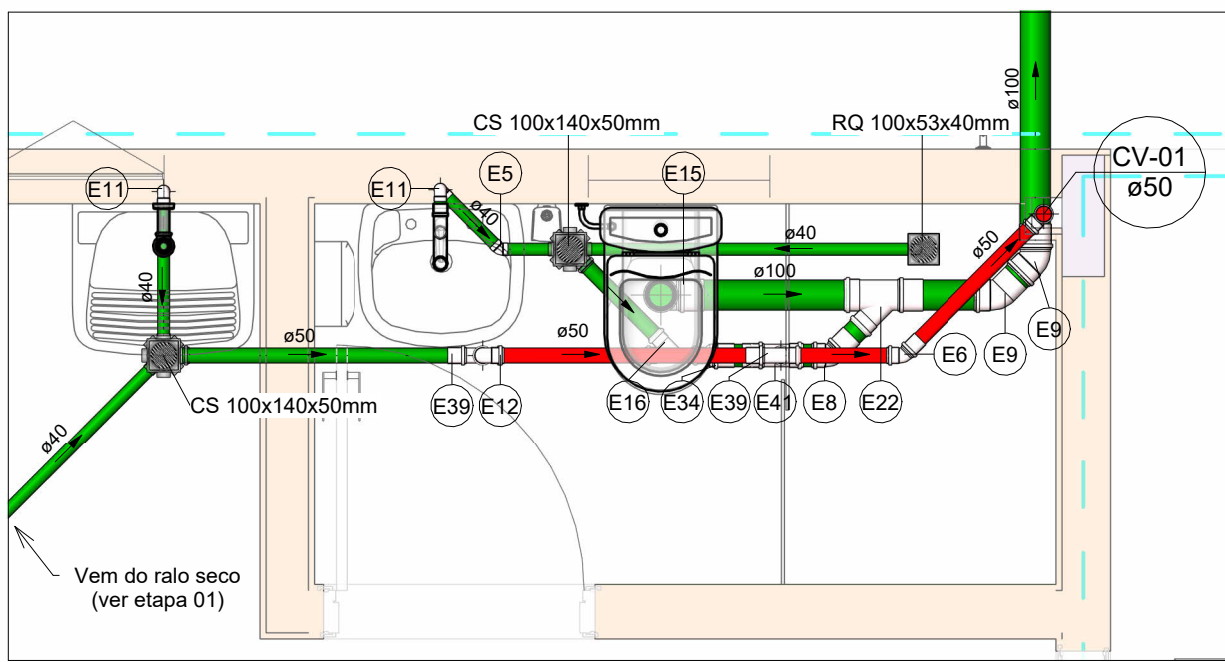 ø100
CS 100x140x50mm
RQ 100x53x40mm
CV-01
ø50
E11
E11
E5
E15
ø40
ø40
ø50
ø40
ø100
ø50
ø50
E9
E9
E6
E39
E12
E16
E34
E39
E41
E8
E22
CS 100x140x50mm
ø40
Vem do ralo seco
(ver etapa 01)